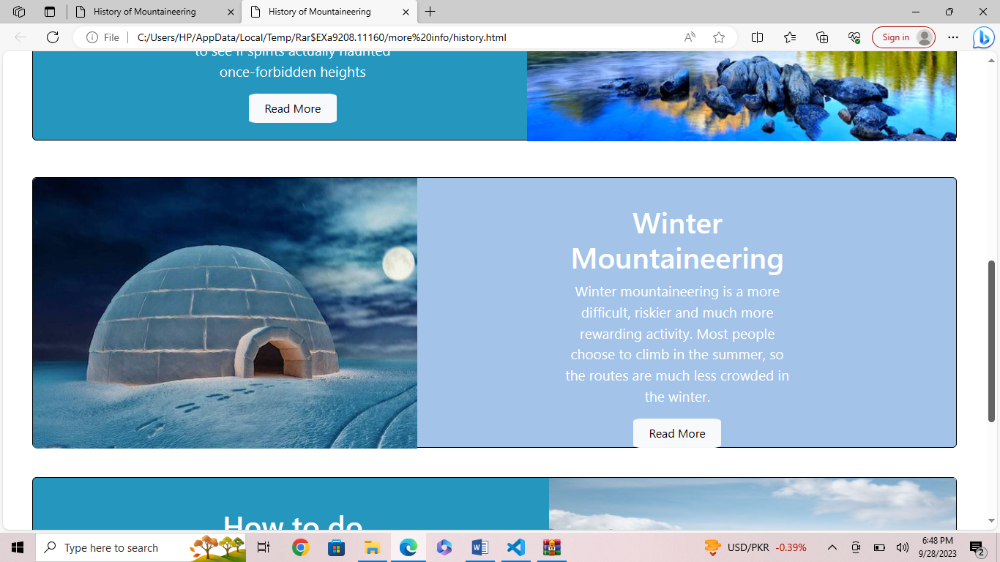 History of Mountaineering
History of Mountaineering
File
C:/Users/HP/AppData/Local/Temp/Rar$EXa9208.11160/more%20info/history.html
Sign in
to see if spirits actually haunted
once-forbidden heights
Read More
Winter
Mountaineering
Winter mountaineering is a more
difficult, riskier and much more
rewarding activity. Most people
choose to climb in the summer, so
the routes are much less crowded in
the winter.
Read More
How to do
Type here to search
USD/PKR -0.39%
6:48 PM
9/28/2023
2